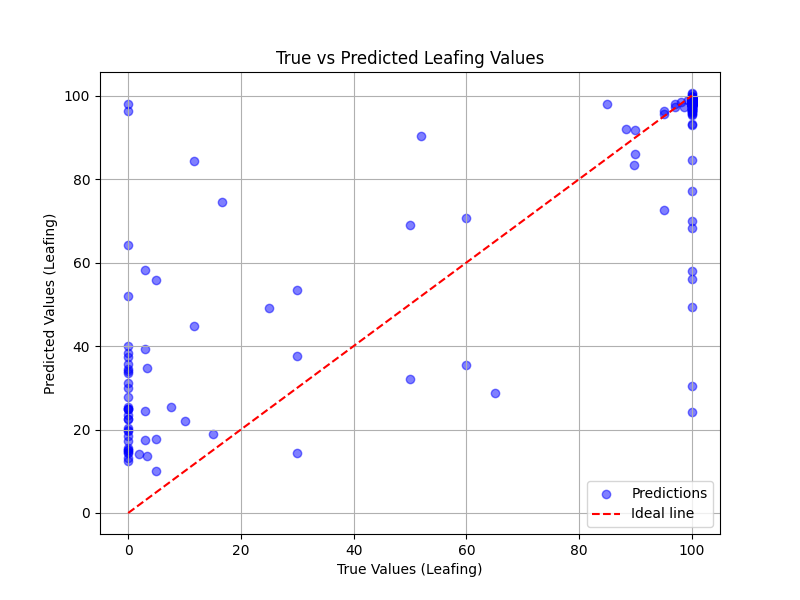 True vs Predicted Leafing Values
Predicted Values (Leafing)
100
80
60
40
20
0
0 20 40 60 80 100
True Values (Leafing)
Predictions
Ideal line